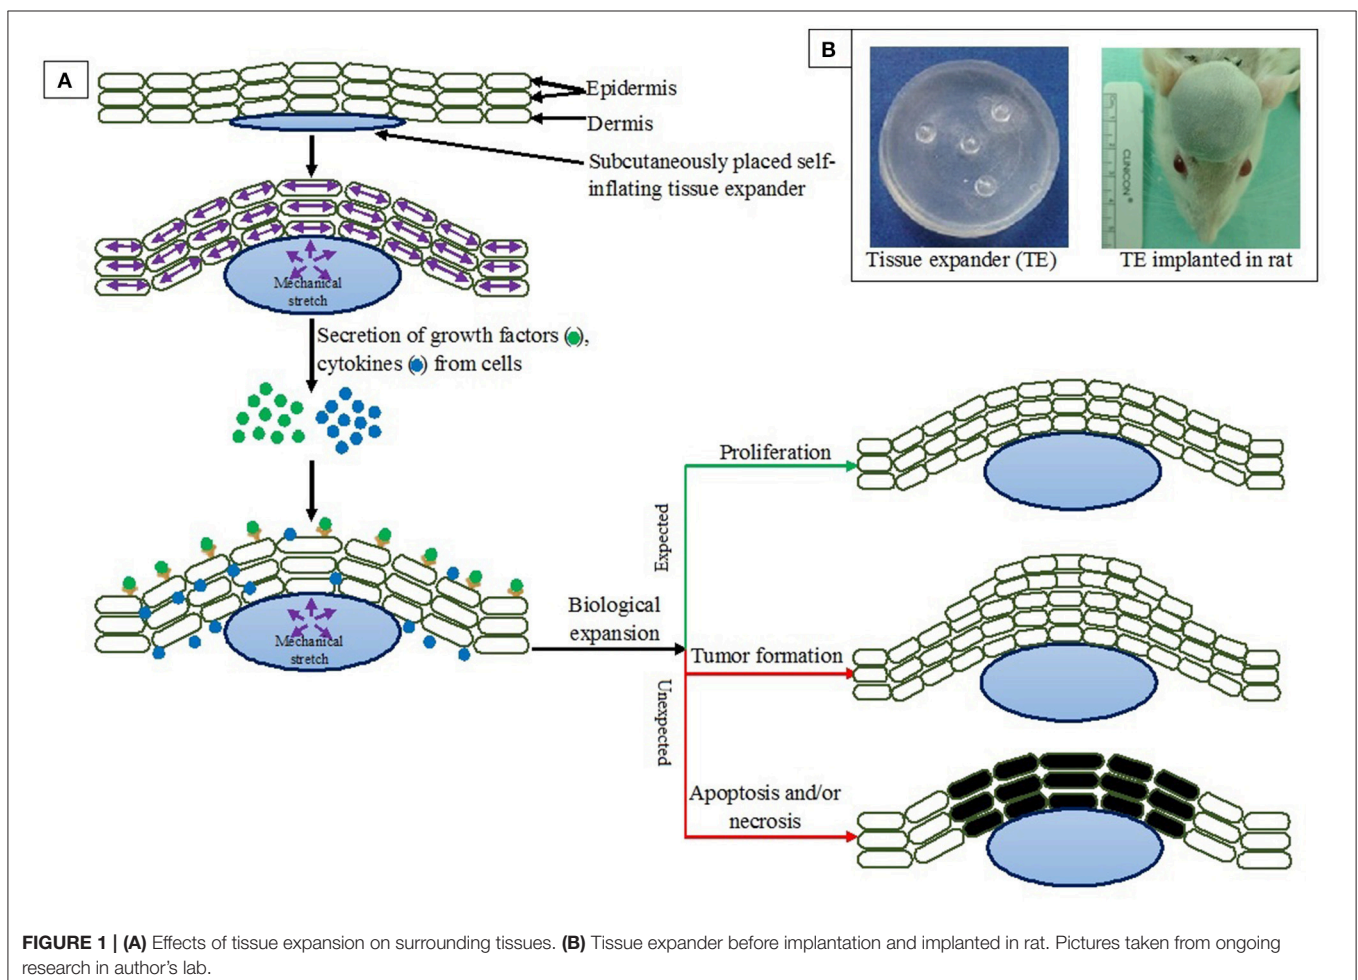 A
Epidermis
Dermis
Subcutaneously placed self-
inflating tissue expander
Mechanical
stretch
Secretion of growth factors (),
cytokines () from cells
Mechanical
stretch
Biological
expansion
Expected
Unexpected
Proliferation
Tumor formation
Apoptosis and/or
necrosis
B
CLINICON®
Tissue expander (TE)
TE implanted in rat
FIGURE 1 | (A) Effects of tissue expansion on surrounding tissues. (B) Tissue expander before implantation and implanted in rat. Pictures taken from ongoing
research in author's lab.